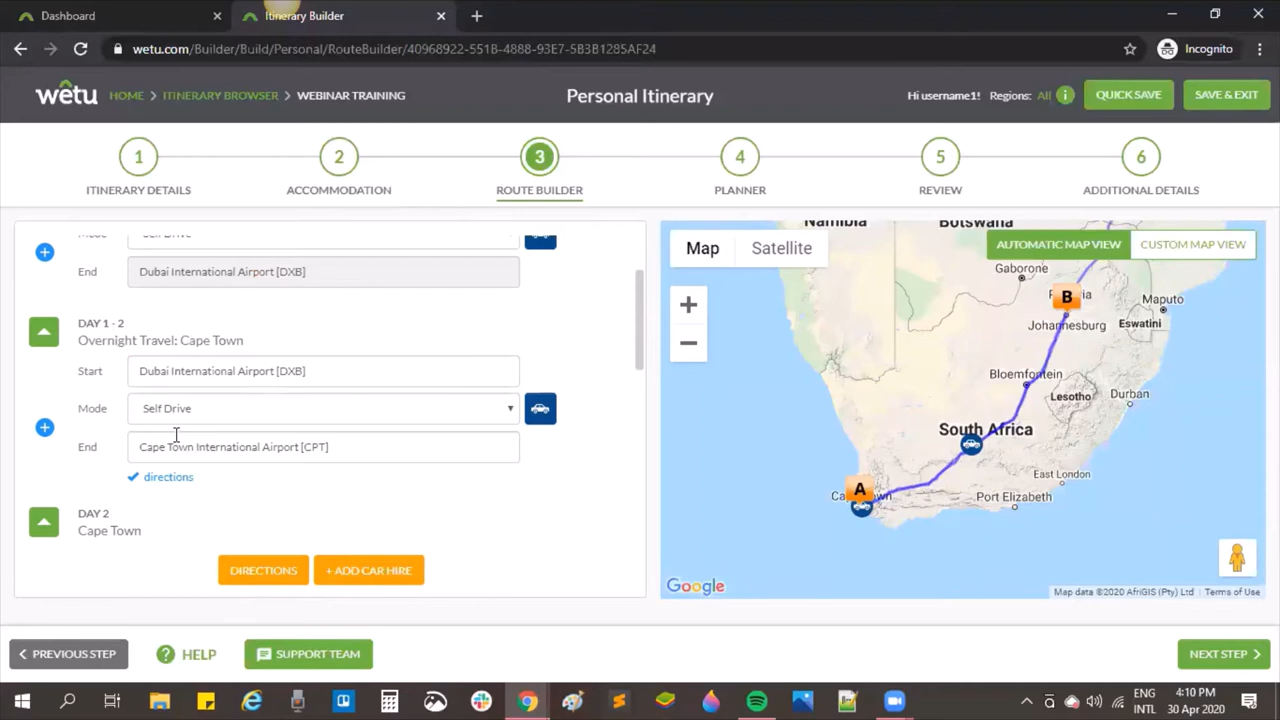 Dashboard
Itinerary Builder
wetu.com/Builder/Build/Personal/RouteBuilder/40968922-551B-4888-93E7-5B3B1285AF24
Incognito
wetu
HOME > ITINERARY BROWSER > WEBINAR TRAINING
Personal Itinerary
Hi username1! Regions: All
QUICK SAVE
SAVE & EXIT
1
2
3
4
5
6
ITINERARY DETAILS
ACCOMMODATION
ROUTE BUILDER
PLANNER
REVIEW
ADDITIONAL DETAILS
Mode
Self Drive
End
Dubai International Airport [DXB]
DAY 1 - 2
Overnight Travel: Cape Town
Start
Dubai International Airport [DXB]
Mode
Self Drive
End
Cape Town International Airport [CPT]
directions
DAY 2
Cape Town
DIRECTIONS
+ ADD CAR HIRE
Map
Satellite
AUTOMATIC MAP VIEW
CUSTOM MAP VIEW
Namibia
Botswana
Gaborone
B
Maputo
Johannesburg
Eswatini
Bloemfontein
Lesotho
Durban
South Africa
East London
A
Port Elizabeth
Google
Map data ©2020 AfriGIS (Pty) Ltd
Terms of Use
PREVIOUS STEP
HELP
SUPPORT TEAM
NEXT STEP
ENG
INTL
4:10 PM
30 Apr 2020